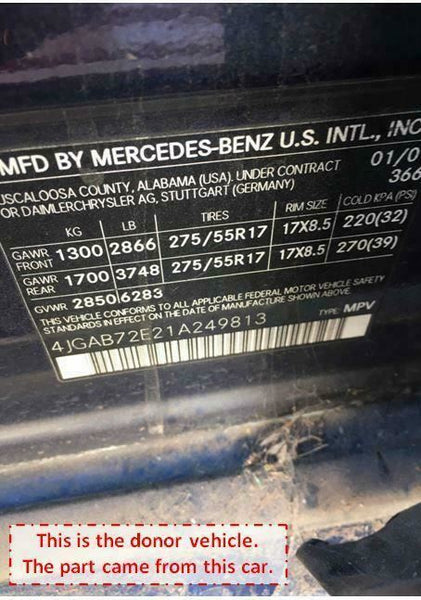 MFD BY MERCEDES-BENZ U.S. INTL., INC
USCALOOSA COUNTY, ALABAMA (USA). UNDER CONTRACT 01/0
OR DAIMLERCHRYSLER AG, STUTTGART (GERMANY) 366
KG LB TIRES RIM SIZE COLD KPA (PSI)
GAWR FRONT 1300 2866 275/55R17 17X8.5 220(32)
GAWR REAR 1700 3748 275/55R17 17X8.5 270(39)
GVWR 2850 6283
THIS VEHICLE CONFORMS TO ALL APPLICABLE FEDERAL MOTOR VEHICLE SAFETY
STANDARDS IN EFFECT ON THE DATE OF MANUFACTURE SHOWN ABOVE
4JGAB72E21A249813 TYPE: MPV
This is the donor vehicle.
The part came from this car.